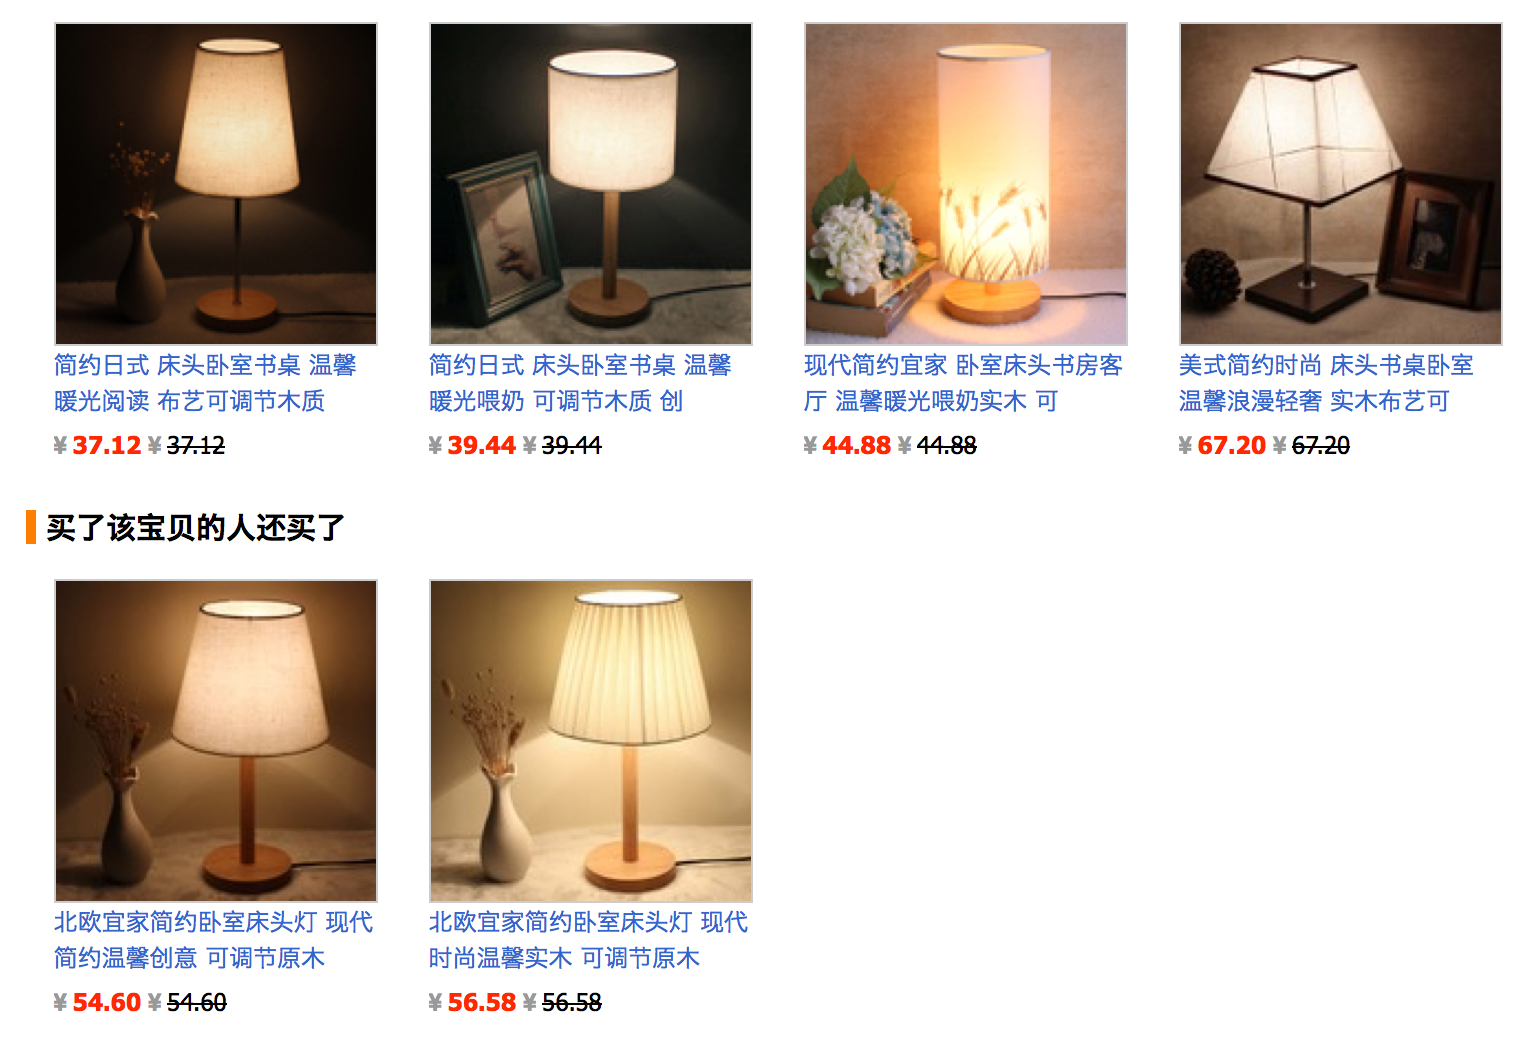 简约日式 床头卧室书桌 温馨
暖光阅读 布艺可调节木质
¥ 37.12 ¥ 37.12
简约日式 床头卧室书桌 温馨
暖光喂奶 可调节木质 创
¥ 39.44 ¥ 39.44
现代简约宜家 卧室床头书房客
厅 温馨暖光喂奶实木 可
¥ 44.88 ¥ 44.88
美式简约时尚 床头书桌卧室
温馨浪漫轻奢 实木布艺可
¥ 67.20 ¥ 67.20
买了该宝贝的人还买了
北欧宜家简约卧室床头灯 现代
简约温馨创意 可调节原木
¥ 54.60 ¥ 54.60
北欧宜家简约卧室床头灯 现代
时尚温馨实木 可调节原木
¥ 56.58 ¥ 56.58